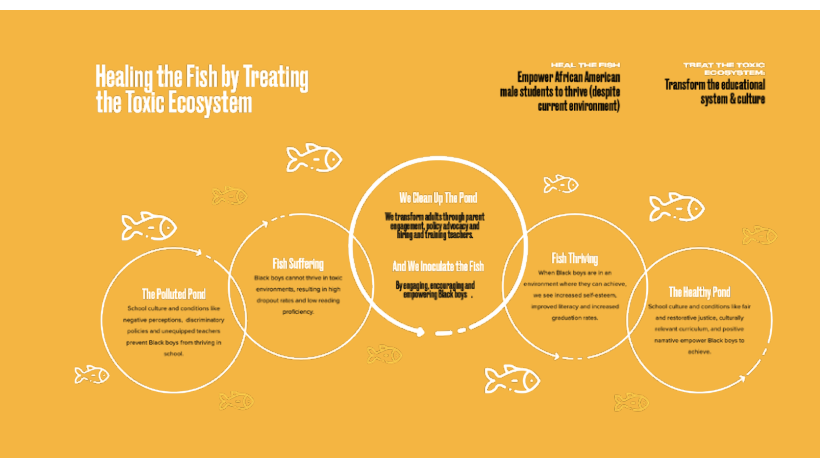 Healing the Fish by Treating
the Toxic Ecosystem
HEAL THE FISH
Empower African American
male students to thrive (despite
current environment)
TREAT THE TOXIC
ECOSYSTEM:
Transform the educational
system & culture
The Polluted Pond
School culture and conditions like
negative perceptions, discriminatory
policies and unequipped teachers
prevent Black boys from thriving in
school.
Fish Suffering
Black boys cannot thrive in toxic
environments, resulting in high
dropout rates and low reading
proficiency.
We Clean Up The Pond
We transform adults through parent
engagement, policy advocacy and
hiring and training teachers.
And We Inoculate the Fish
By engaging, encouraging and
empowering Black boys .
Fish Thriving
When Black boys are in an
environment where they can achieve,
we see increased self-esteem,
improved literacy and increased
graduation rates.
The Healthy Pond
School culture and conditions like fair
and restorative justice, culturally
relevant curriculum, and positive
narrative empower Black boys to
achieve.